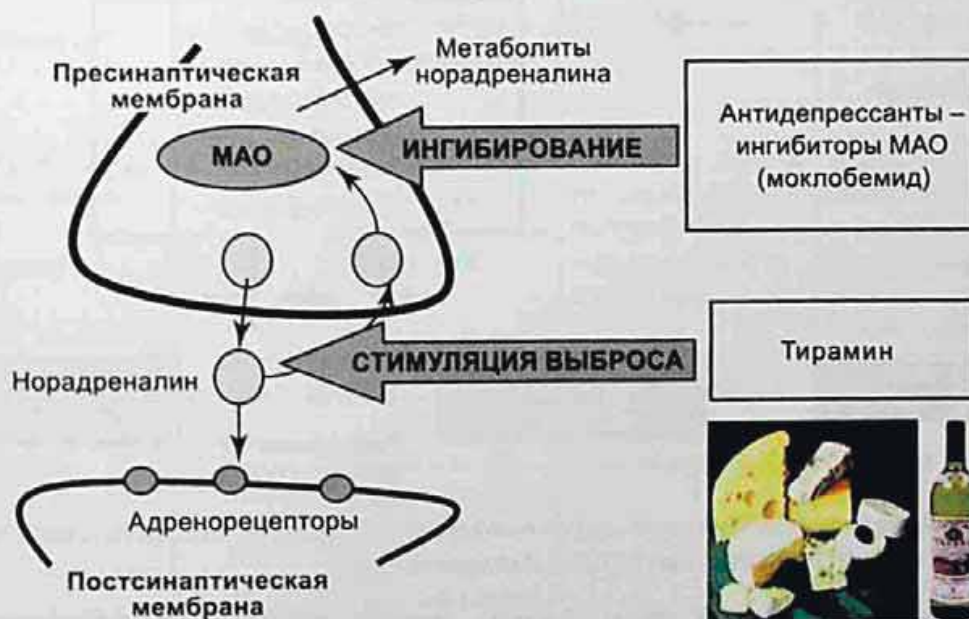 Пресинаптическая
мембрана
Метаболиты
норадреналина
МАО
ИНГИБИРОВАНИЕ
Антидепрессанты –
ингибиторы МАО
(моклобемид)
Норадреналин
СТИМУЛЯЦИЯ ВЫБРОСА
Тирамин
Адренорецепторы
Постсинаптическая
мембрана